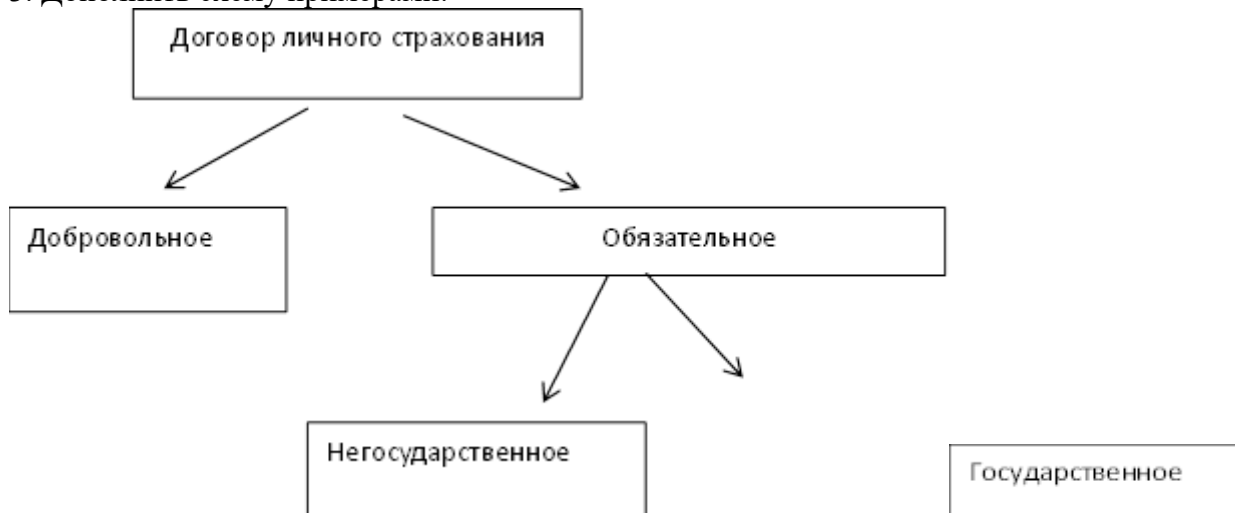 Договор личного страхования
Добровольное
Обязательное
Негосударственное
Государственное